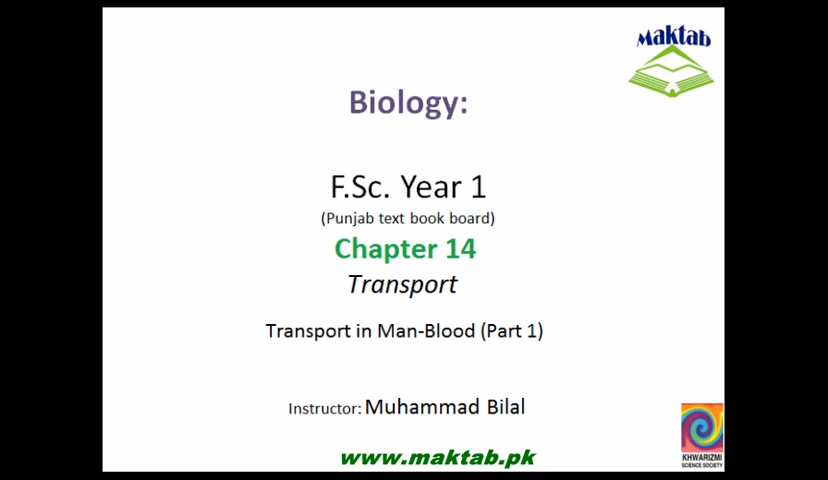 Maktab
Biology:
F.Sc. Year 1
(Punjab text book board)
Chapter 14
Transport
Transport in Man-Blood (Part 1)
Instructor: Muhammad Bilal
www.maktab.pk
KHWARIZMI
SCIENCE SOCIETY